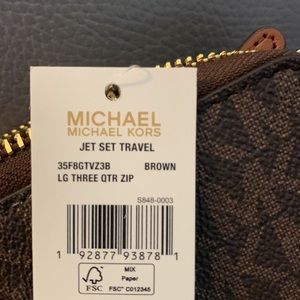 MICHAEL
MICHAEL KORS
JET SET TRAVEL
35F8GTVZ3B BROWN
LG THREE QTR ZIP
S848-0003
1 92877 93878 1
MIX
Paper
FSC FSC™ C012345